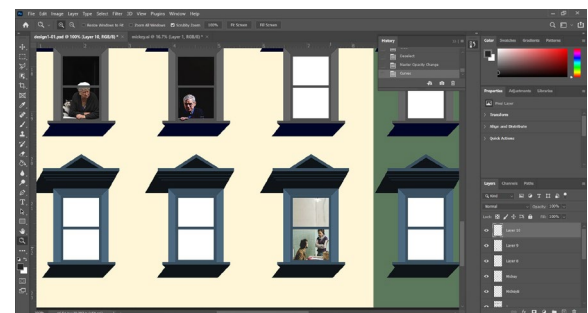 File Edit Image Layer Type Select Filter 3D View Plugins Window Help
Resize Windows to Fit Zoom All Windows Scrubby Zoom 100% Fit Screen Fill Screen
design1-01.psd @ 100% (Layer 10, RGB/8) *
History
Deselect
Master Opacity Change
Color Swatches Gradients Patterns
Properties Adjustments Libraries
Pixel Layer
Transform
Align and Distribute
Quick Actions
Layers Channels Paths
Normal Opacity: 100%
Lock: Fill: 100%
Layer 10
Layer 9
Layer 8